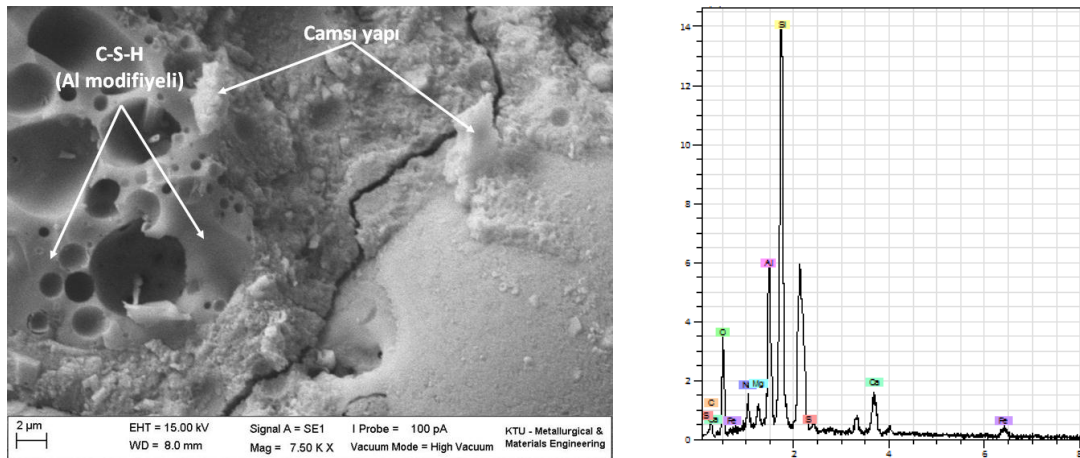 Camsı yapı
C-S-H
(Al modifiyeli)
2 µm
EHT = 15.00 kV
WD = 8.0 mm
Signal A = SE1
Mag = 7.50 K X
I Probe = 100 pA
Vacuum Mode = High Vacuum
KTU - Metallurgical &
Materials Engineering
14
12
10
8
6
4
2
0
Si
Al
O
N
Mg
Ca
C
S
Ca
Fe
S
Fe
2
4
6
8